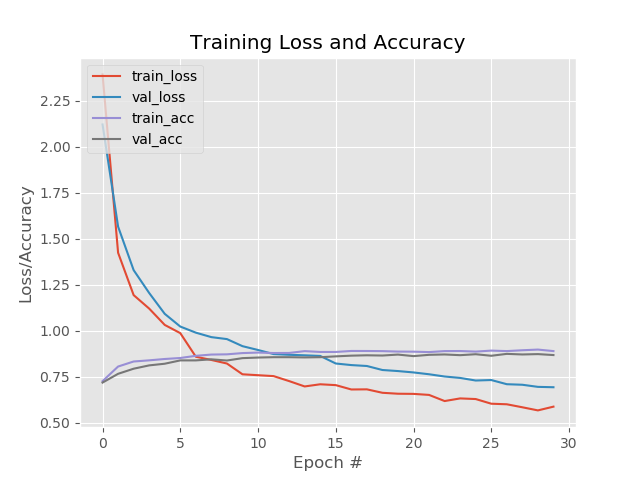 Training Loss and Accuracy
train_loss
val_loss
train_acc
val_acc
Loss/Accuracy
2.25
2.00
1.75
1.50
1.25
1.00
0.75
0.50
0 5 10 15 20 25 30
Epoch #